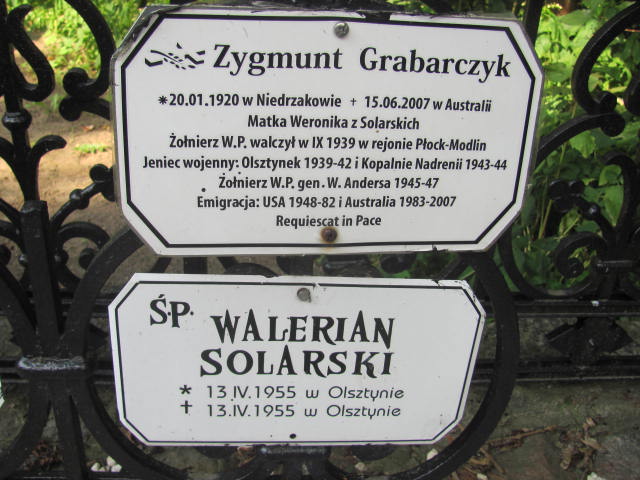 Zygmunt Grabarczyk
*20.01.1920 w Niedrzakowie + 15.06.2007 w Australii
Matka Weronika z Solarskich
Żołnierz W.P. walczył w IX 1939 w rejonie Płock-Modlin
Jeniec wojenny: Olsztynek 1939-42 i Kopalnie Nadrenii 1943-44
Żołnierz W.P. gen. W. Andersa 1945-47
Emigracja: USA 1948-82 i Australia 1983-2007
Requiescat in Pace
Ś.P. WALERIAN
SOLARSKI
* 13.IV.1955 w Olsztynie
† 13.IV.1955 w Olsztynie